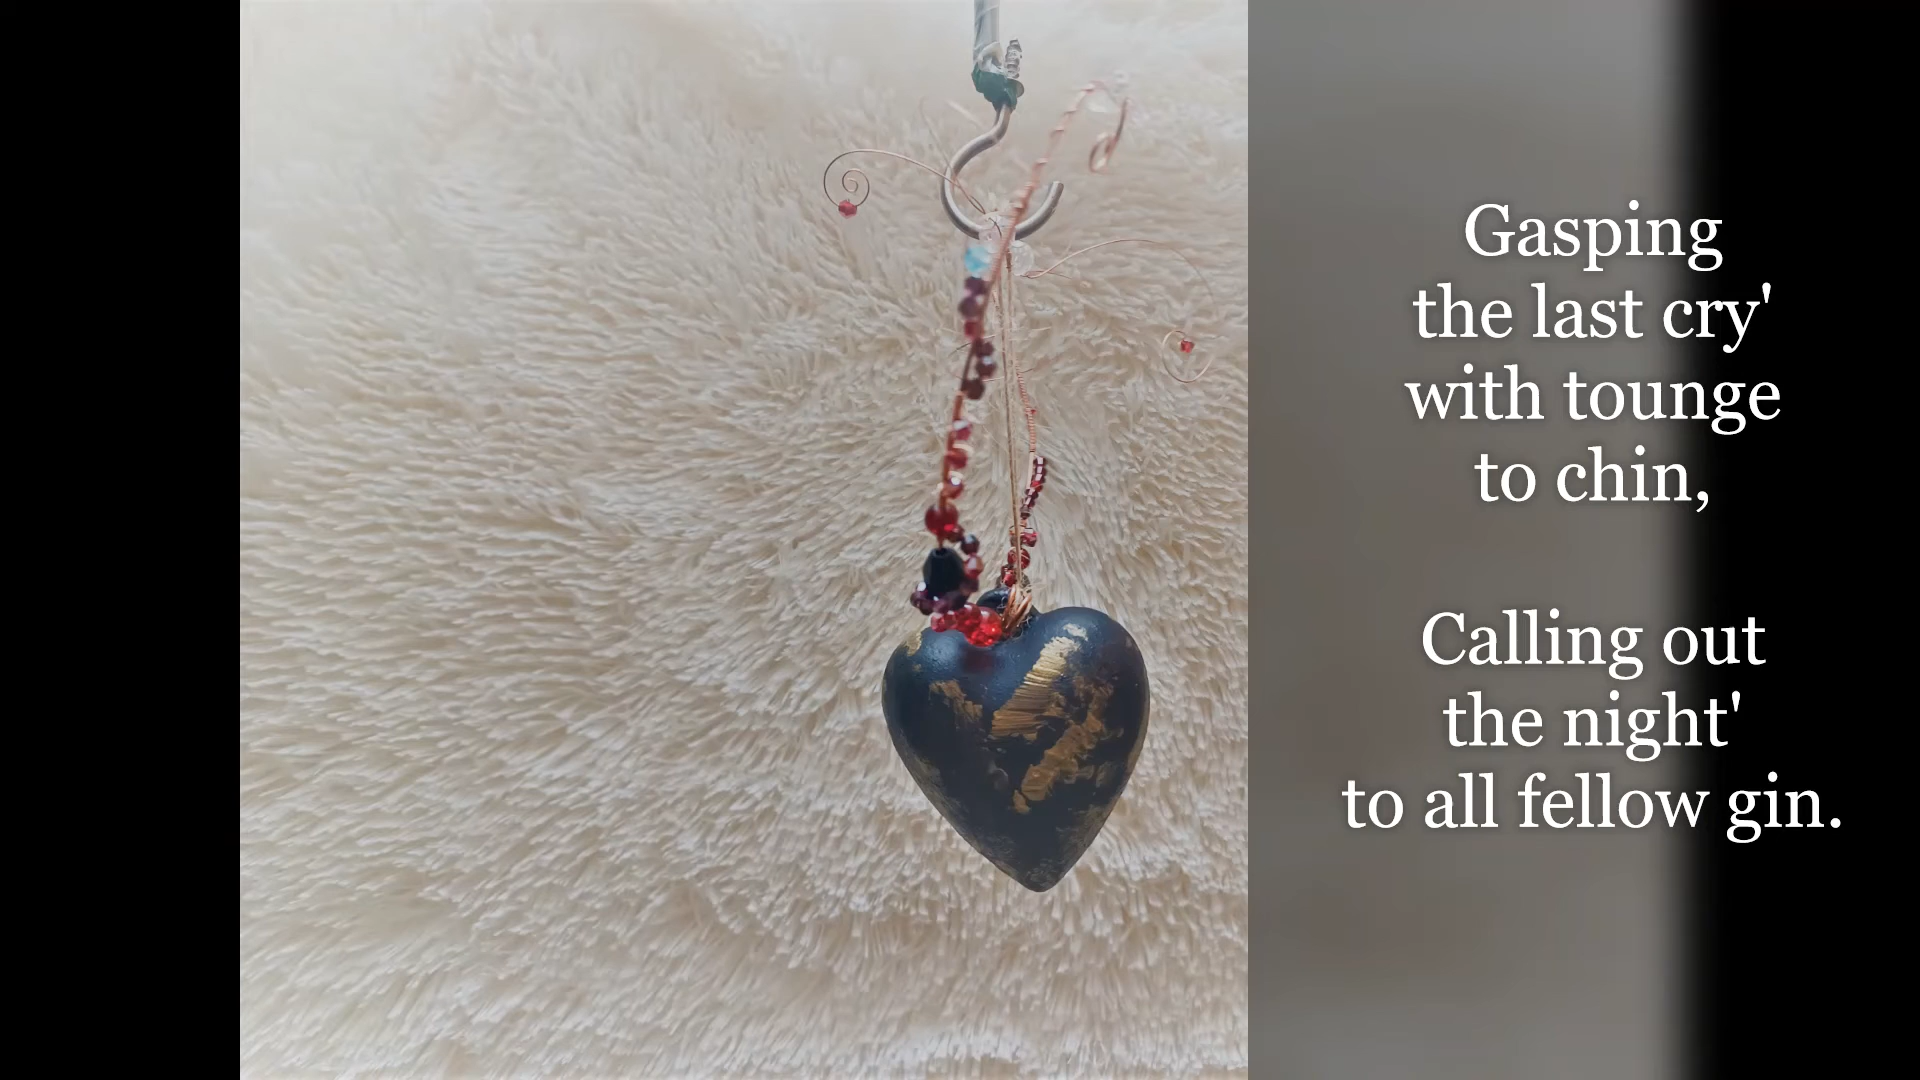 Gasping
the last cry'
with tounge
to chin,
Calling out
the night'
to all fellow gin.